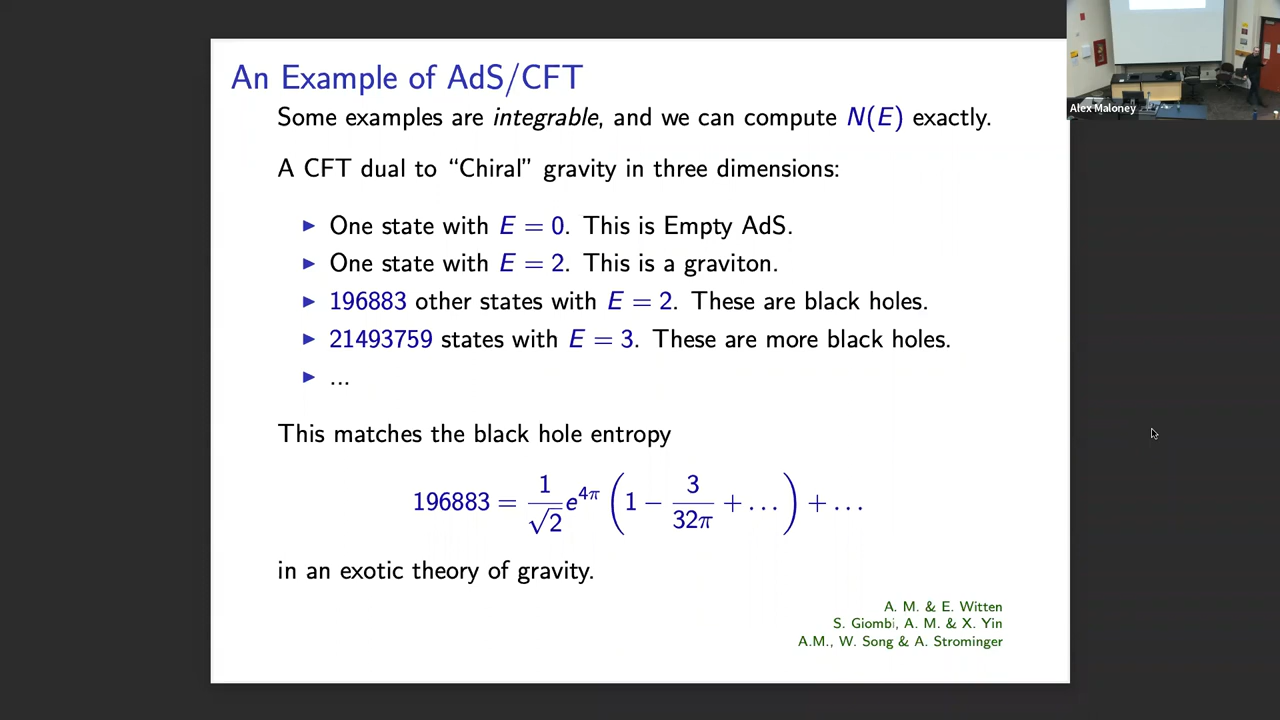 An Example of AdS/CFT
Some examples are integrable, and we can compute N(E) exactly.
A CFT dual to “Chiral” gravity in three dimensions:
▶ One state with E = 0. This is Empty AdS.
▶ One state with E = 2. This is a graviton.
▶ 196883 other states with E = 2. These are black holes.
▶ 21493759 states with E = 3. These are more black holes.
▶ ...
This matches the black hole entropy
196883 = \frac{1}{\sqrt{2}} e^{4π} (1 − \frac{3}{32π} + ...) + ...
in an exotic theory of gravity.
A. M. & E. Witten
S. Giombi, A. M. & X. Yin
A.M., W. Song & A. Strominger
Alex Maloney